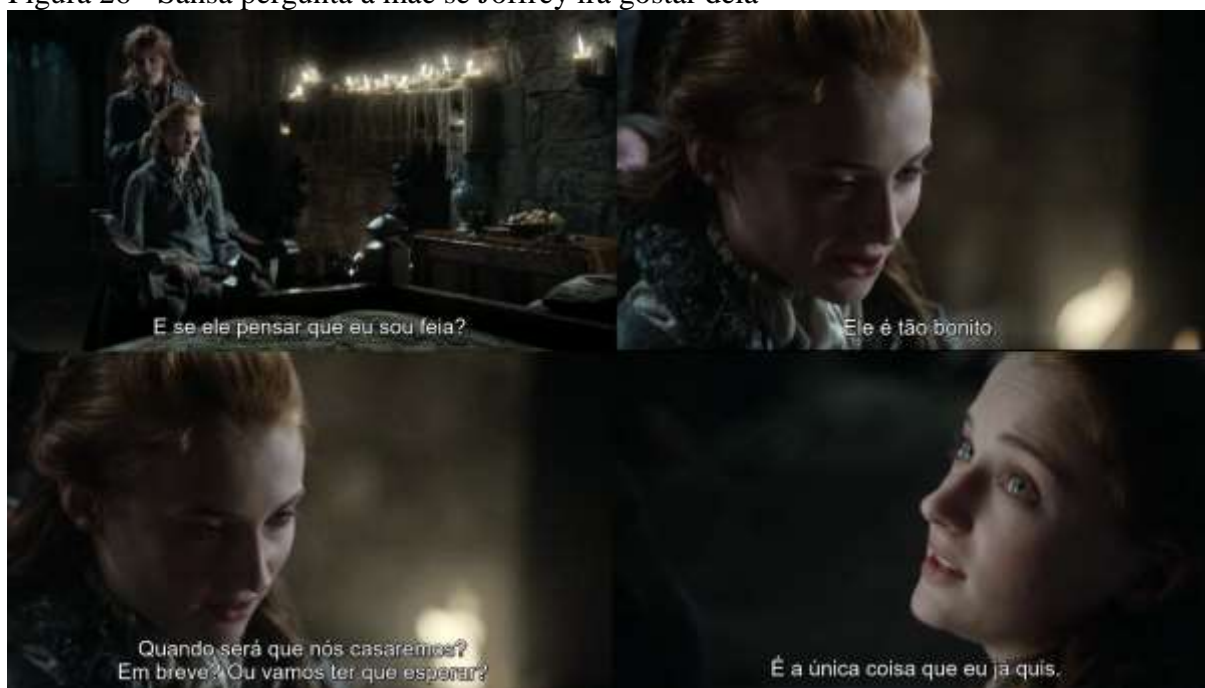 Figura 20 - Sansa pergunta a mãe se Joffrey irá gostar dela
E se ele pensar que eu sou feia?
Ele é tão bonito.
Quando será que nós casaremos?
Em breve? Ou vamos ter que esperar?
É a única coisa que eu já quis.